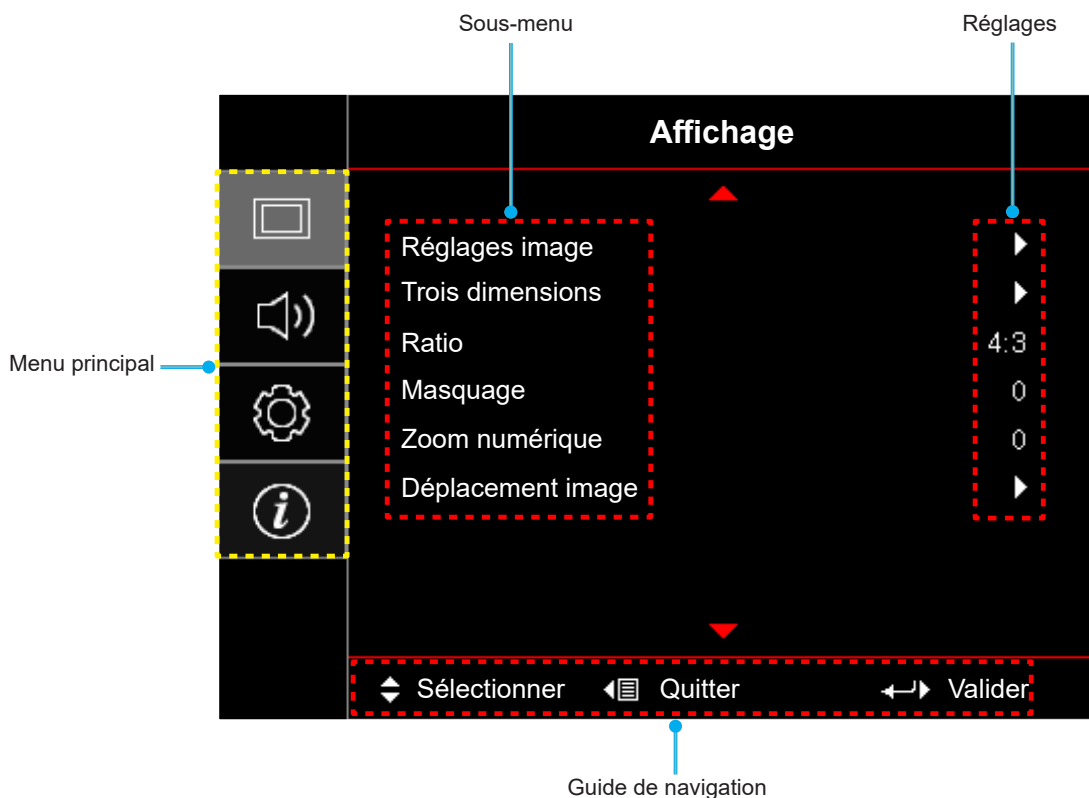 Sous-menu
Réglages
Affichage
Réglages image
Trois dimensions
Ratio 4:3
Masquage 0
Zoom numérique 0
Déplacement image
Menu principal
Sélectionner Quitter Valider
Guide de navigation